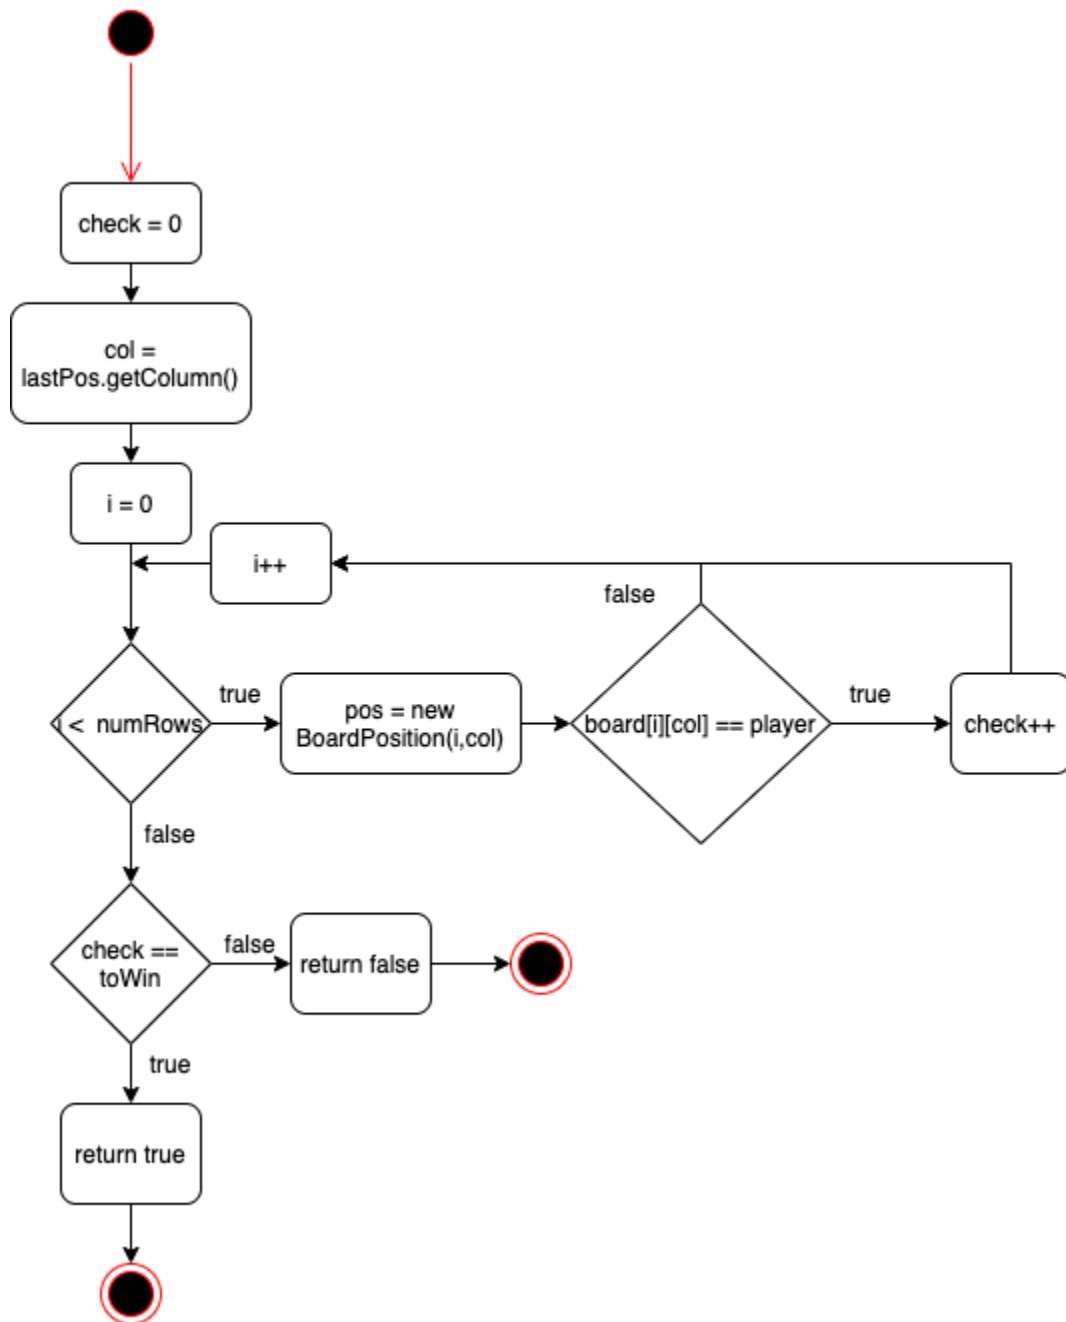 check = 0
col =
lastPos.getColumn()
i = 0
i++
false
i < numRows
true
pos = new
BoardPosition(i,col)
board[i][col] == player
true
check++
false
check ==
toWin
false
return false
true
return true